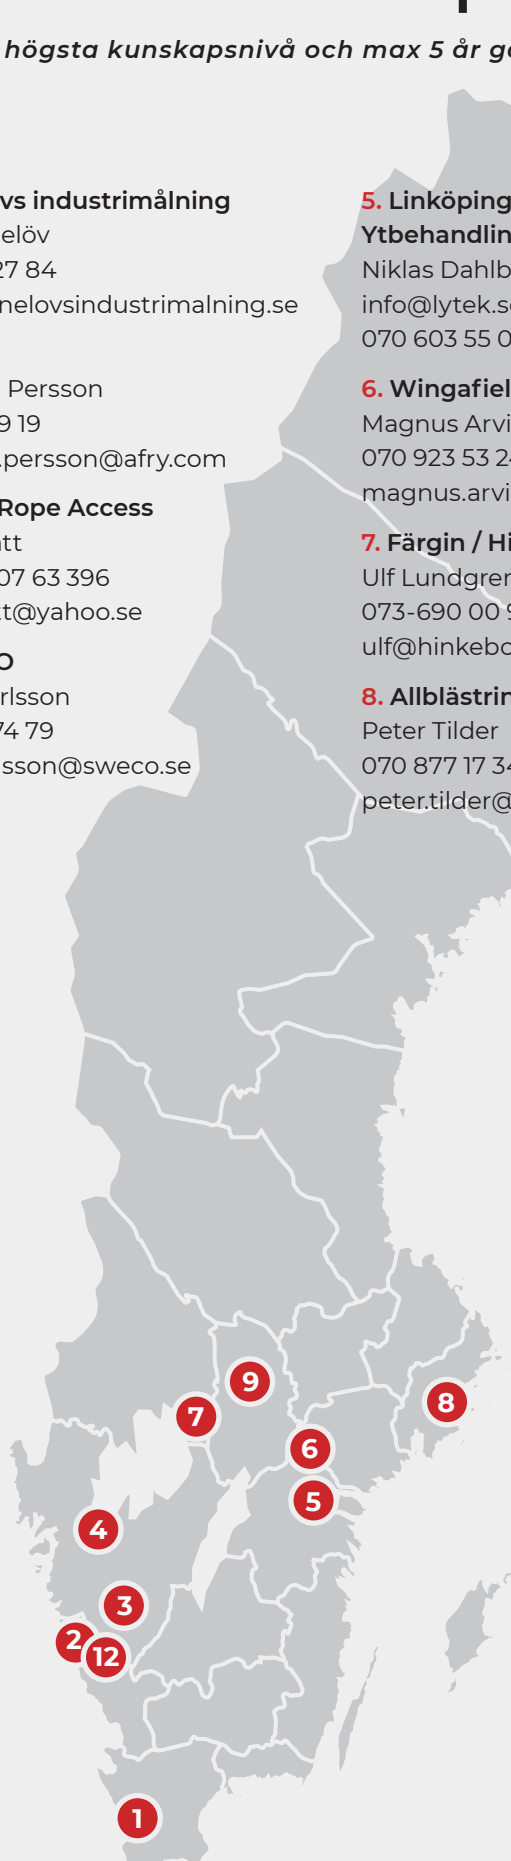 högsta kunskapsnivå och max 5 år
vs industrimålning
elöv
27 84
nelovsindustrimalning.se
Persson
9 19
.persson@afry.com
Rope Access
tt
07 63 396
tt@yahoo.se
O
rlsson
74 79
sson@sweco.se
5. Linköping
Ytbehandlin
Niklas Dahlb
info@lytek.s
070 603 55 0
6. Wingafiel
Magnus Arvi
070 923 53 24
magnus.arvi
7. Färgin / Hi
Ulf Lundgren
073-690 00 9
ulf@hinkebo
8. Allblästrin
Peter Tilder
070 877 17 34
peter.tilder@
9
8
7
6
5
4
3
2
12
1